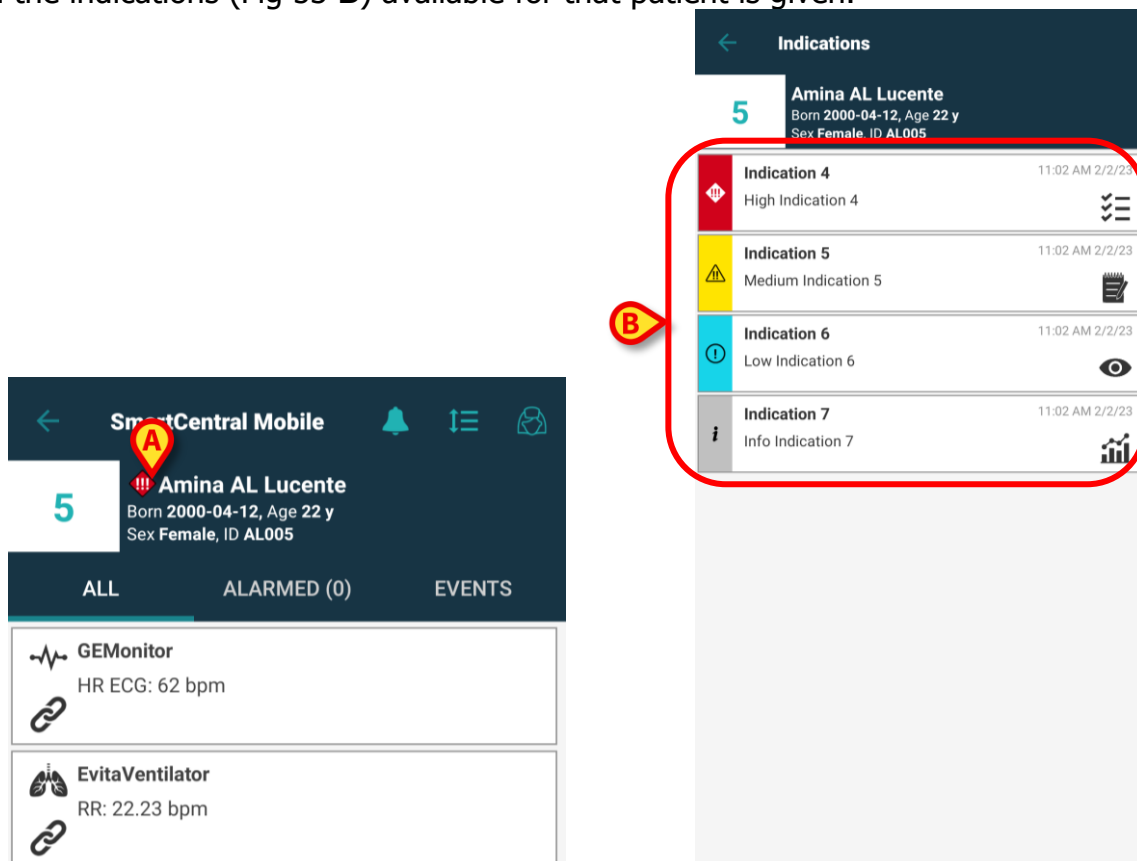 the indications (Fig 53 B) available for that patient is given.
Indications
5
Amina AL Lucente
Born 2000-04-12, Age 22 y
Sex Female, ID AL005
Indication 4
11:02 AM 2/2/23
High Indication 4
Indication 5
11:02 AM 2/2/23
Medium Indication 5
B
Indication 6
11:02 AM 2/2/23
Low Indication 6
Indication 7
11:02 AM 2/2/23
Info Indication 7
SmartCentral Mobile
A
5
Amina AL Lucente
Born 2000-04-12, Age 22 y
Sex Female, ID AL005
ALL
ALARMED (0)
EVENTS
GEMonitor
HR ECG: 62 bpm
EvitaVentilator
RR: 22.23 bpm